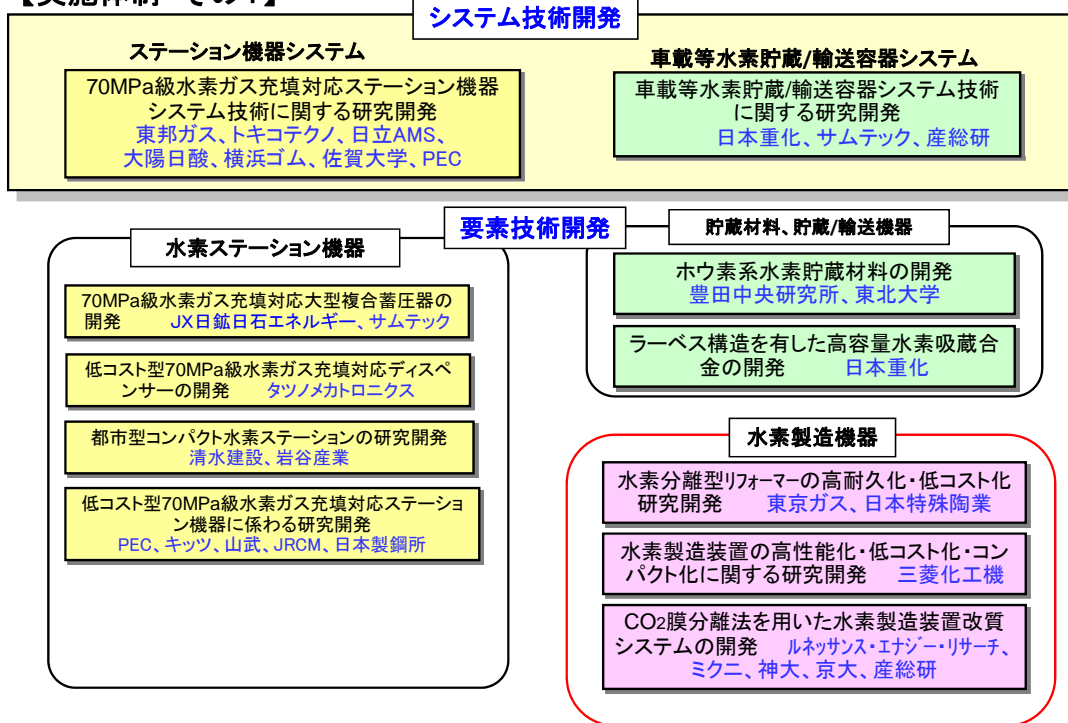 システム技術開発
ステーション機器システム
70MPa級水素ガス充填対応ステーション機器
システム技術に関する研究開発
東邦ガス、トキコテクノ、日立AMS、
大陽日酸、横浜ゴム、佐賀大学、PEC
車載等水素貯蔵/輸送容器システム
車載等水素貯蔵/輸送容器システム技術
に関する研究開発
日本重化、サムテック、産総研
要素技術開発
水素ステーション機器
70MPa級水素ガス充填対応大型複合蓄圧器の
開発 JX日鉱日石エネルギー、サムテック
低コスト型70MPa級水素ガス充填対応ディスペ
ンサーの開発 タツノメカトロニクス
都市型コンパクト水素ステーションの研究開発
清水建設、岩谷産業
低コスト型70MPa級水素ガス充填対応ステーショ
ン機器に係わる研究開発
PEC、キッツ、山武、JRCM、日本製鋼所
貯蔵材料、貯蔵/輸送機器
ホウ素系水素貯蔵材料の開発
豊田中央研究所、東北大学
ラーベス構造を有した高容量水素吸蔵合
金の開発 日本重化
水素製造機器
水素分離型リフォーマーの高耐久化・低コスト化
研究開発 東京ガス、日本特殊陶業
水素製造装置の高性能化・低コスト化・コン
パクト化に関する研究開発 三菱化工機
CO2膜分離法を用いた水素製造装置改質
システムの開発 ルネッサンス・エナジー・リサーチ、
ミクニ、神大、京大、産総研